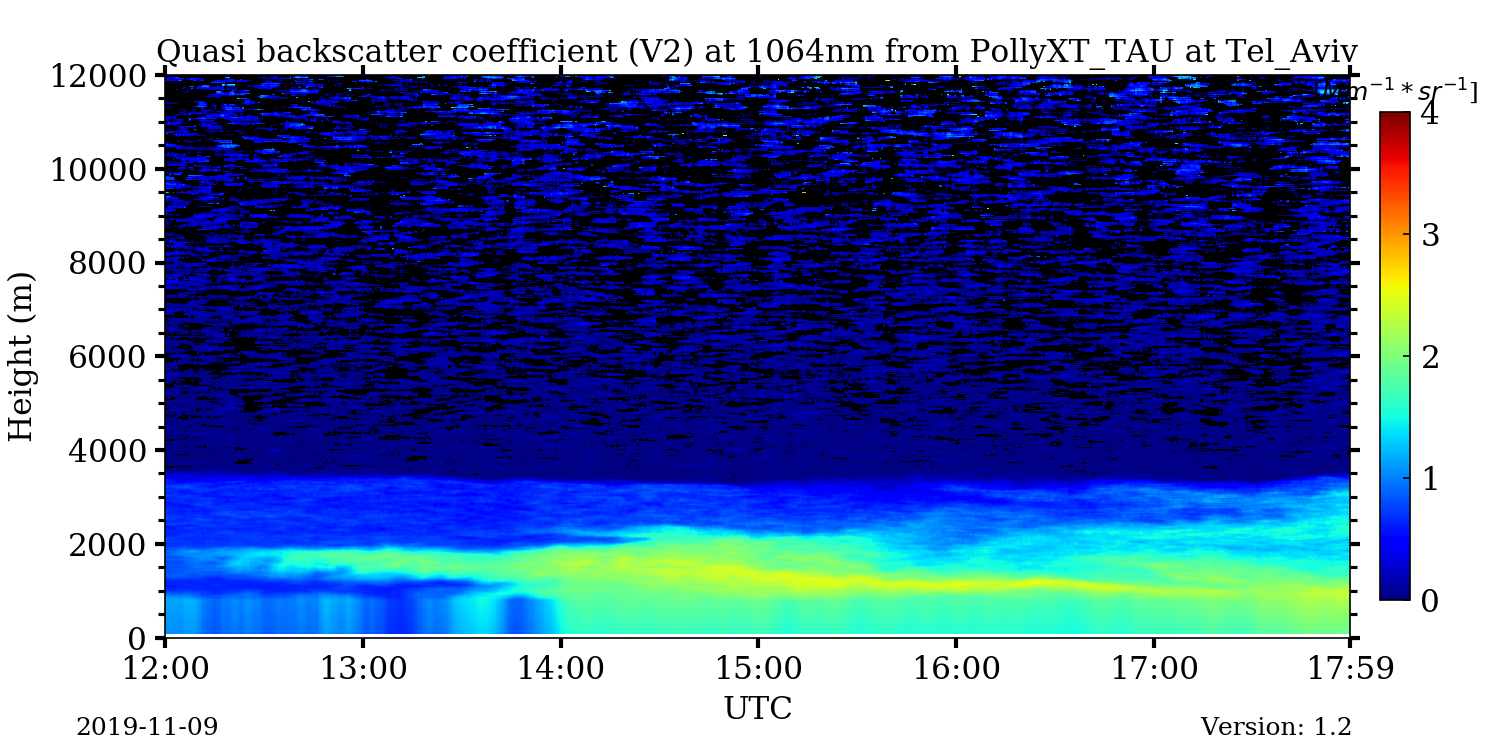 Quasi backscatter coefficient (V2) at 1064nm from PollyXT_TAU at Tel_Aviv
m⁻¹*sr⁻¹]
12000
10000
8000
6000
4000
2000
0
Height (m)
4
3
2
1
0
12:00 13:00 14:00 15:00 16:00 17:00 17:59
UTC
2019-11-09 Version: 1.2